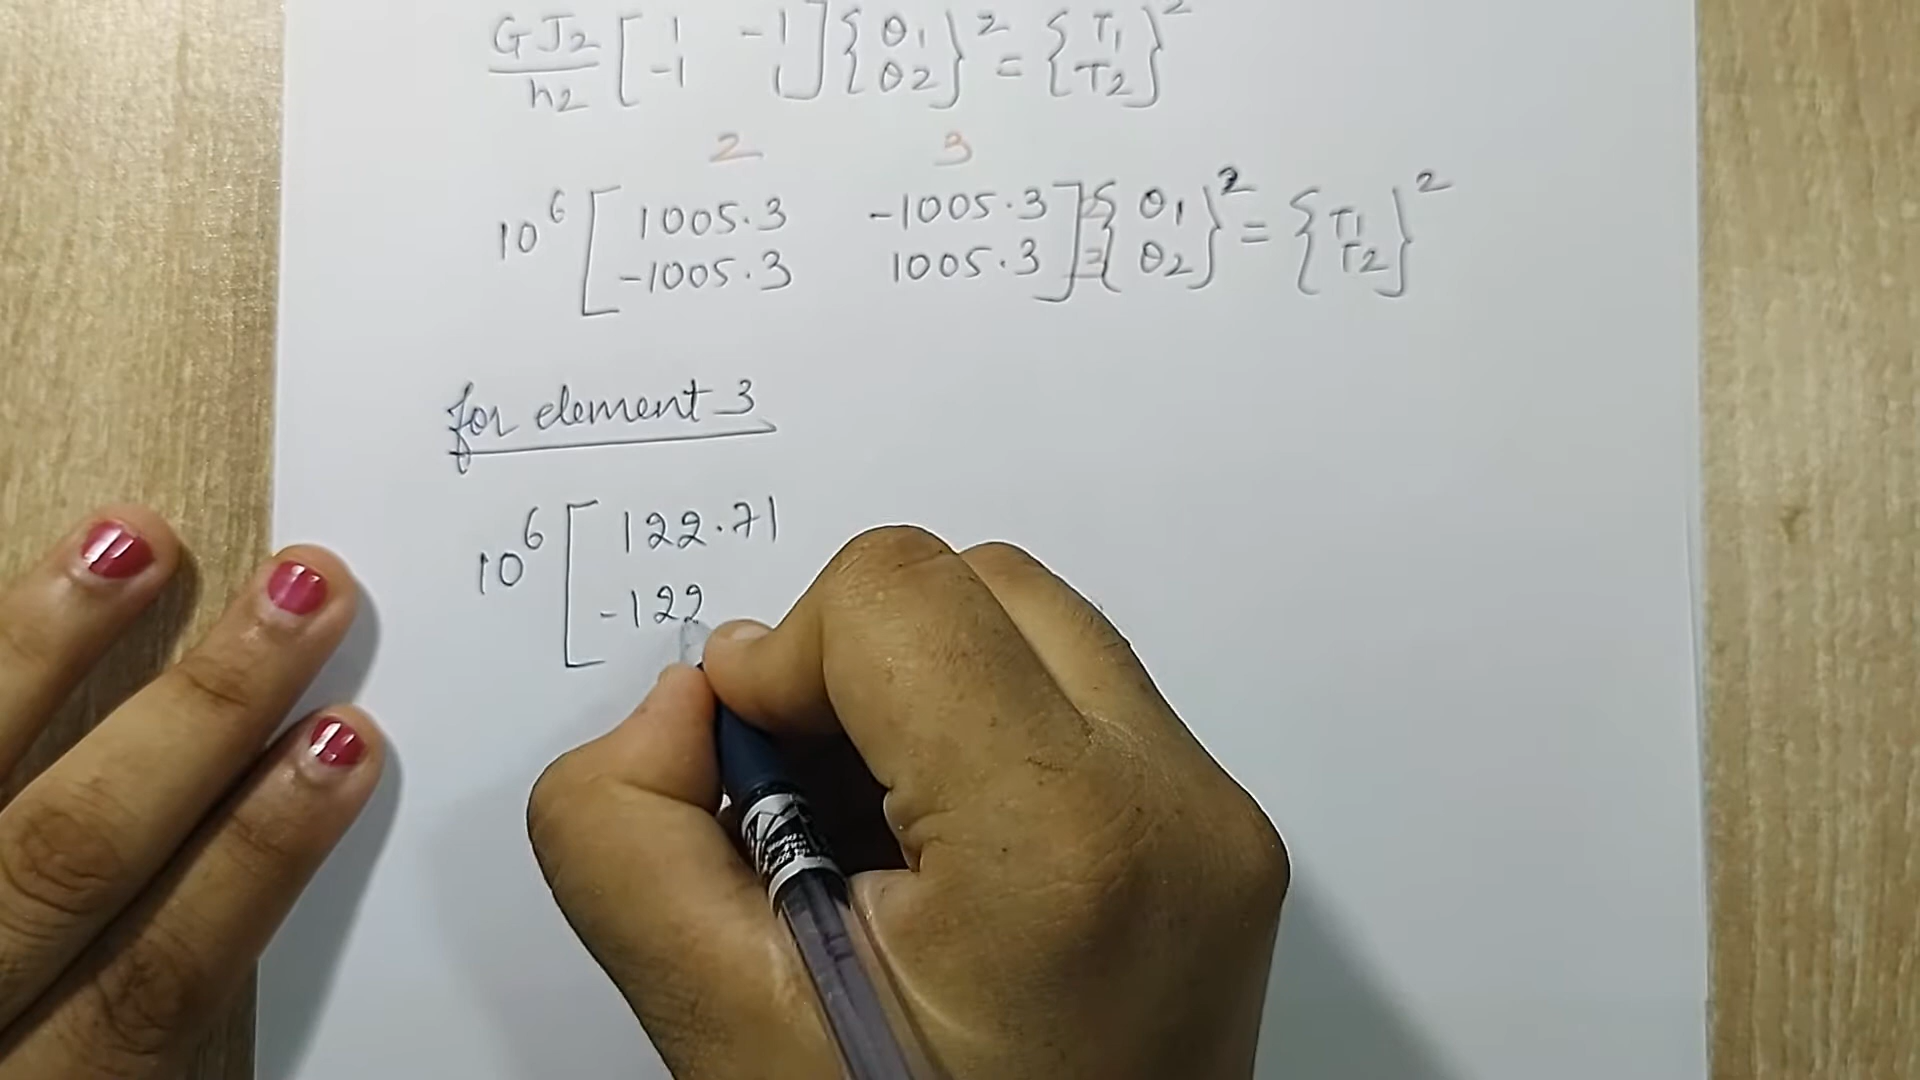 GJ2/h2 [1 -1] {θ1}² = {T1}²
[-1 1] {θ2} {T2}
2 3
10⁶ [1005.3 -1005.3] 2 {θ1}² = {T1}²
[-1005.3 1005.3] 3 {θ2} {T2}
for element 3
10⁶ [122.71
-122